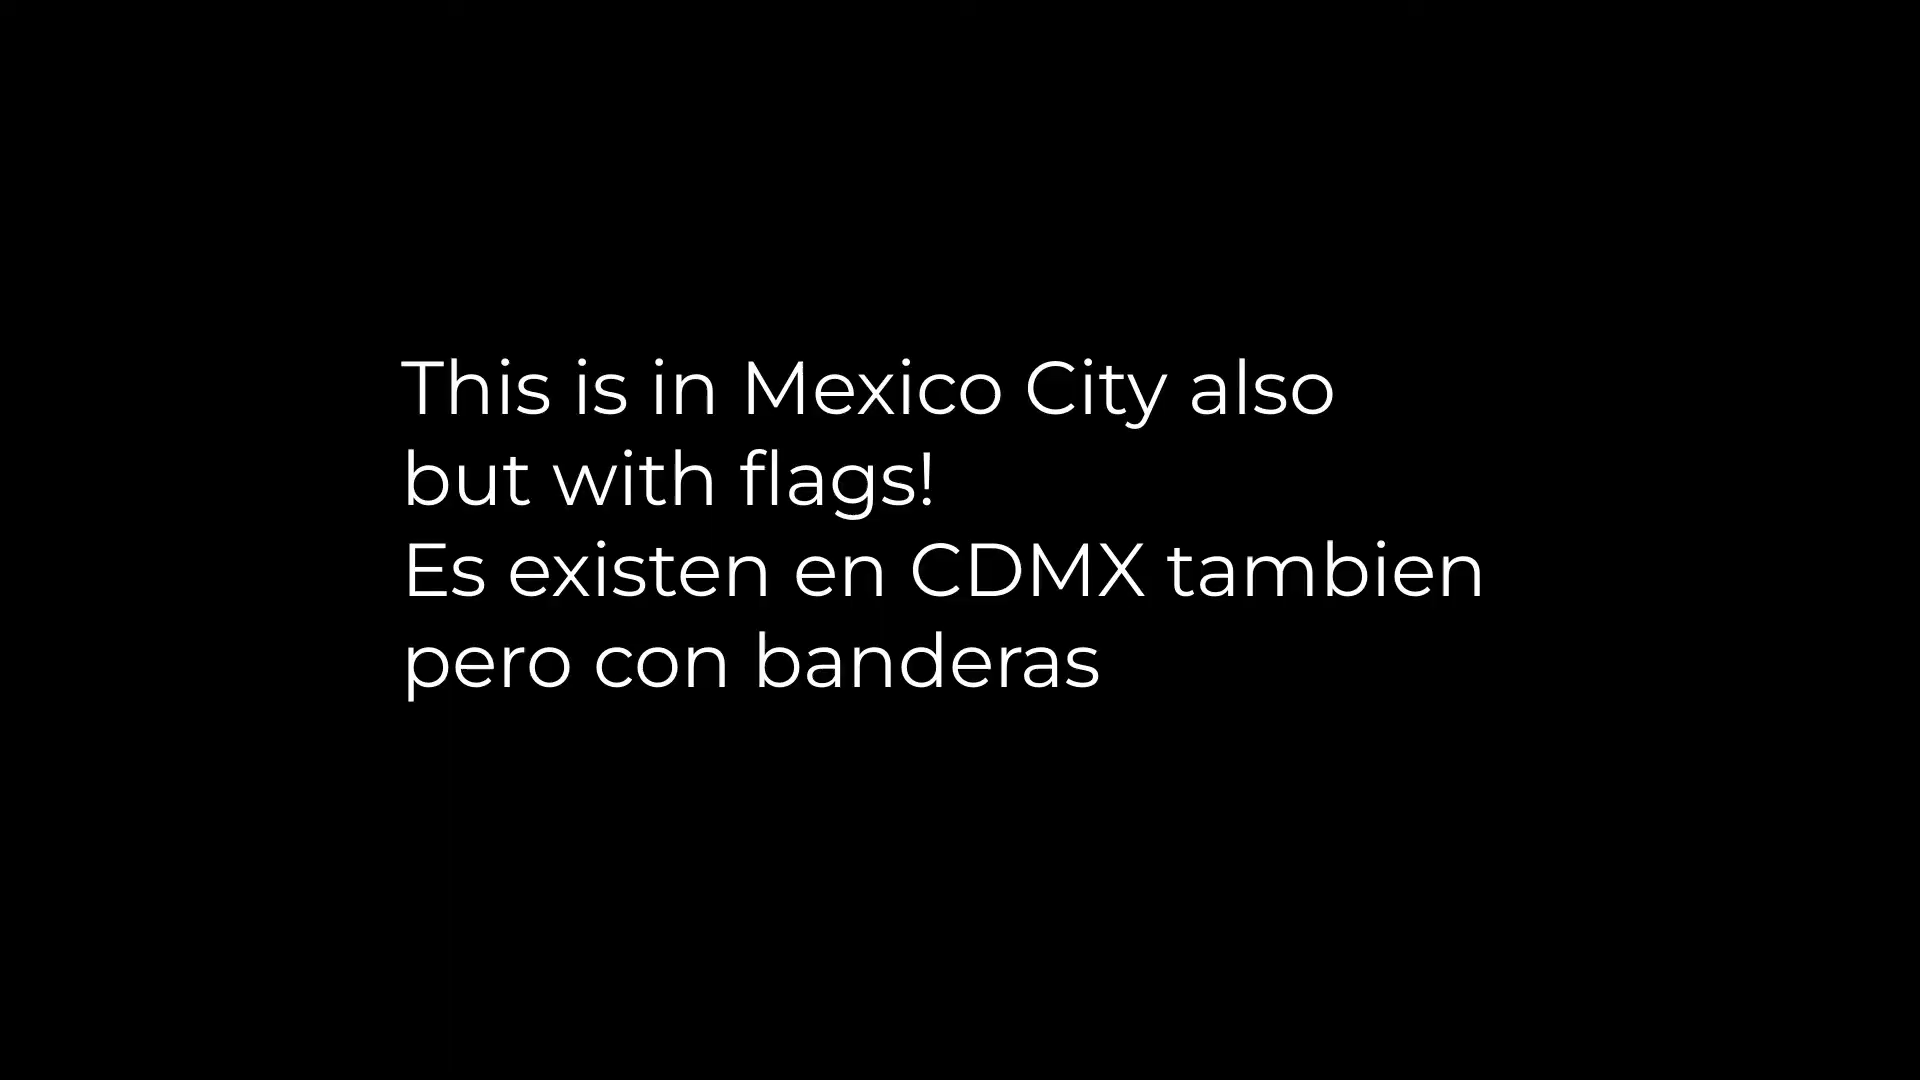 This is in Mexico City also
but with flags!
Es existen en CDMX tambien
pero con banderas